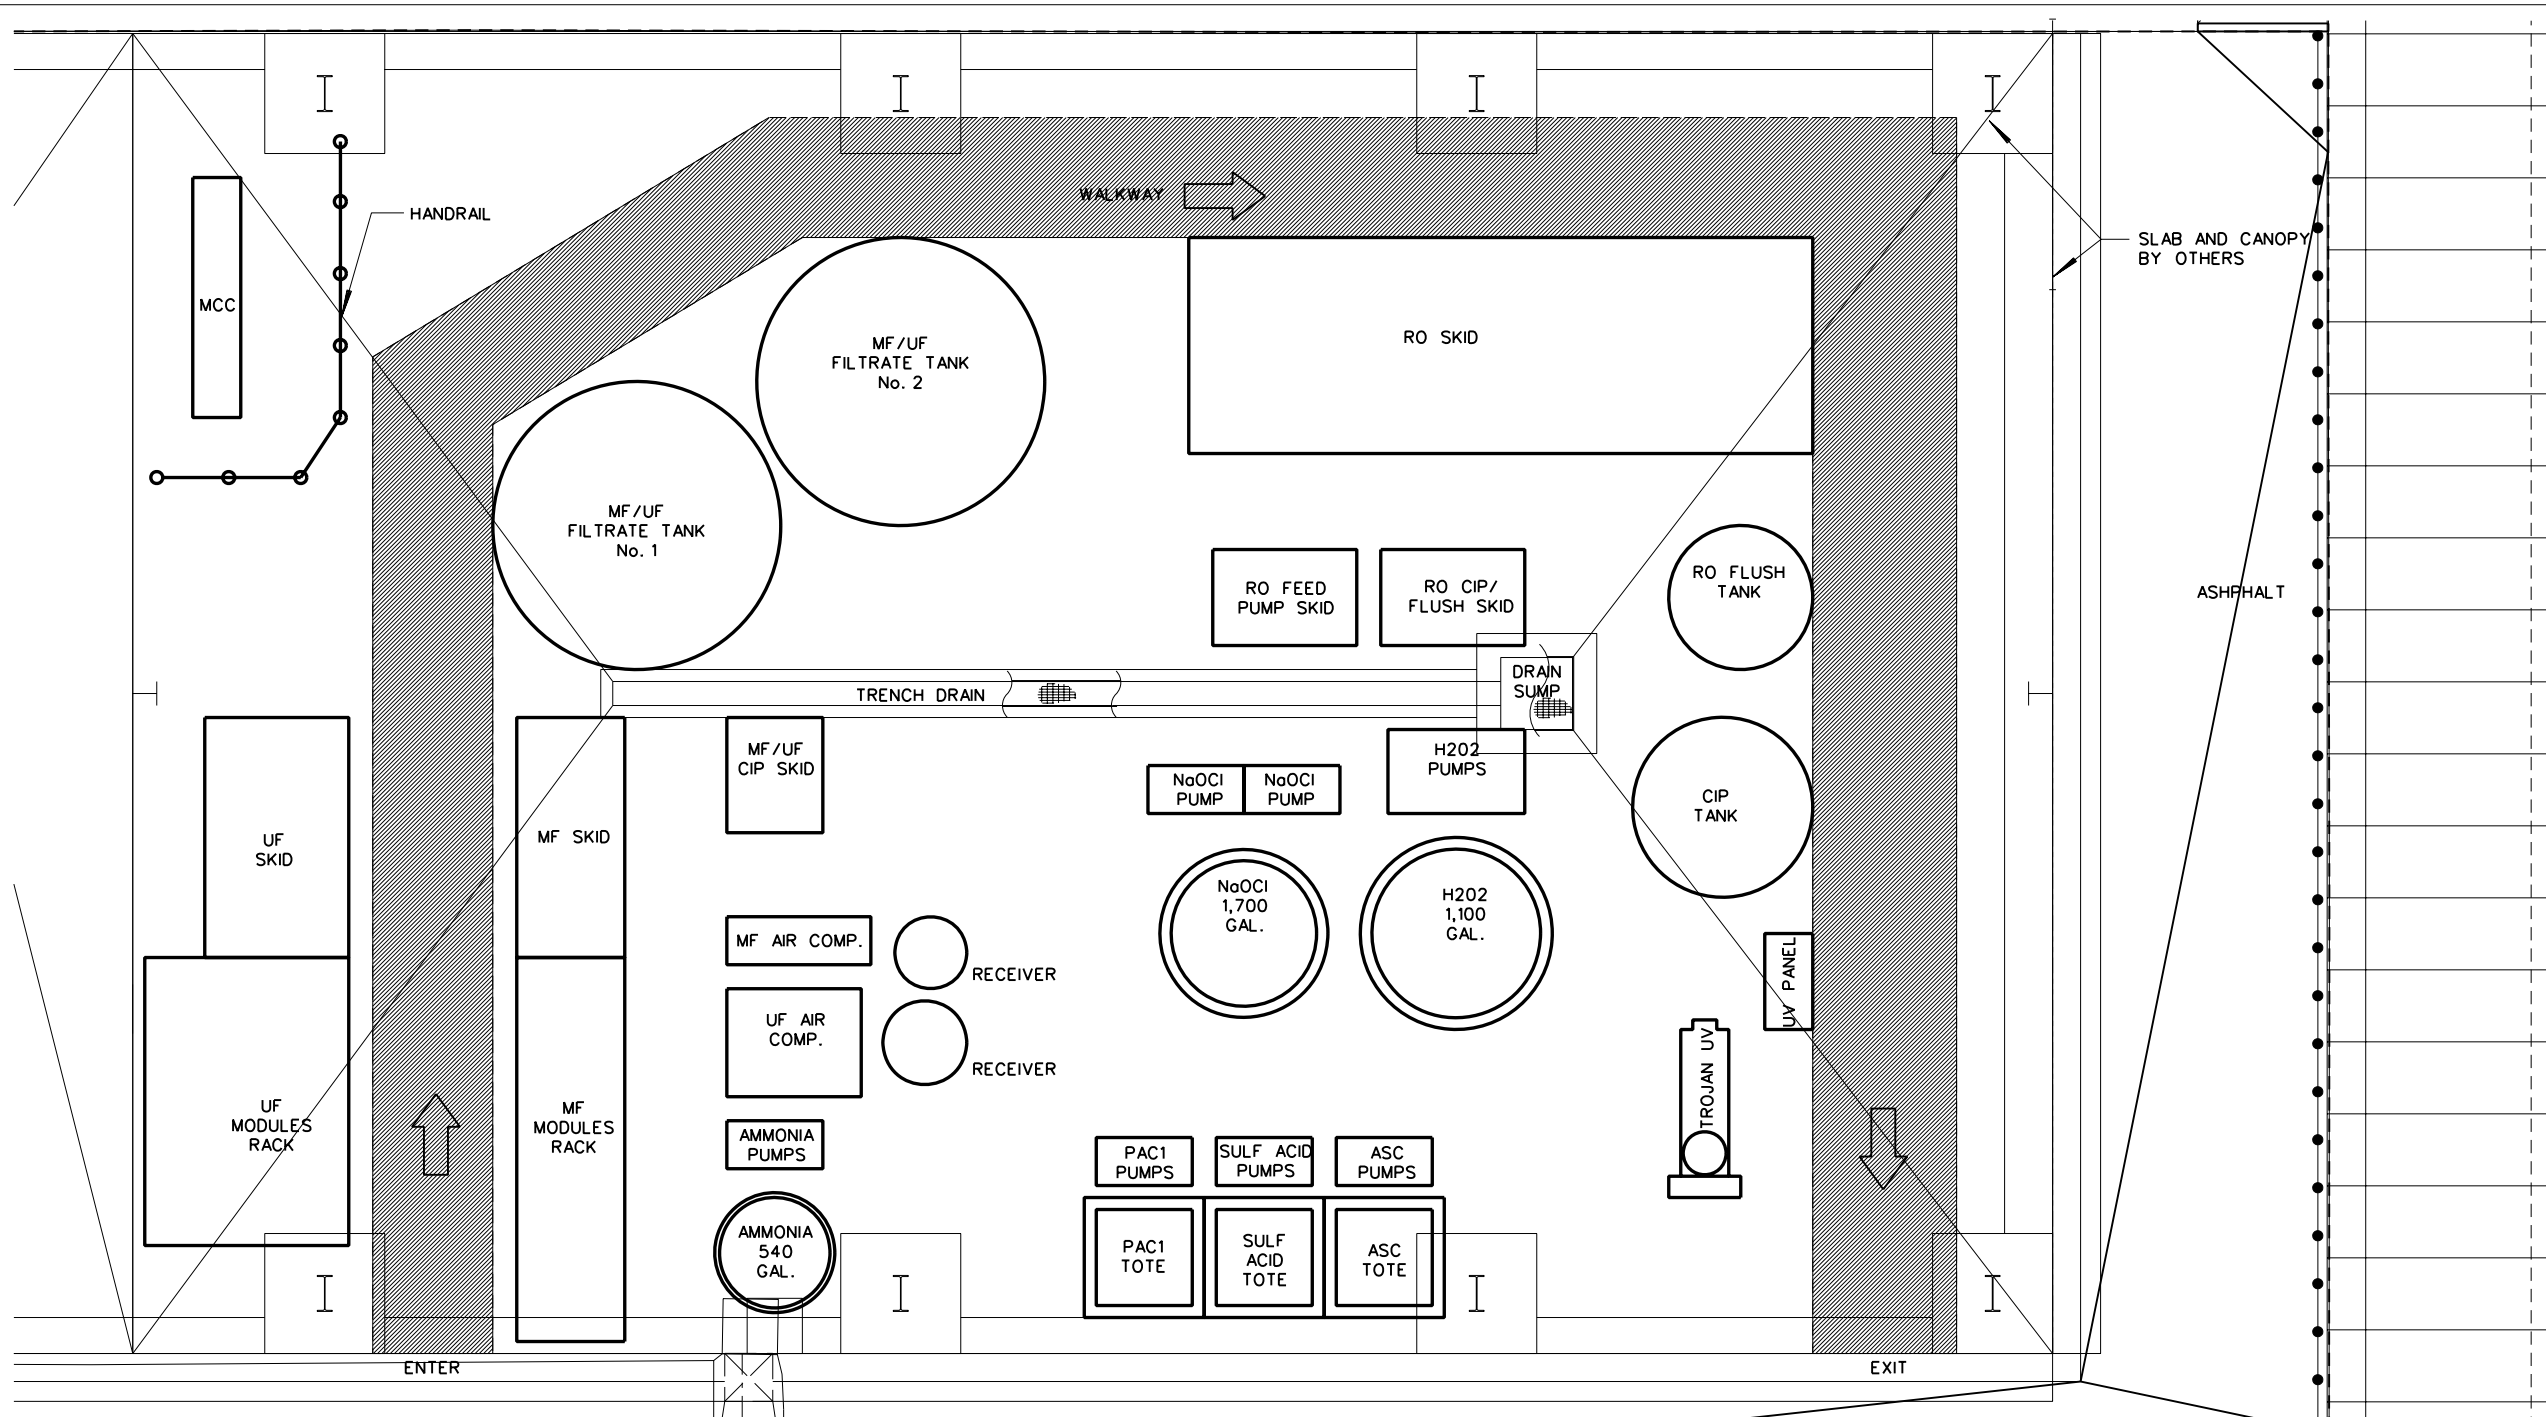 WALKWAY
HANDRAIL
SLAB AND CANOPY
BY OTHERS
MCC
MF/UF
FILTRATE TANK
No. 2
RO SKID
MF/UF
FILTRATE TANK
No. 1
RO FEED
PUMP SKID
RO CIP/
FLUSH SKID
RO FLUSH
TANK
ASHPHALT
TRENCH DRAIN
DRAIN
SUMP
MF/UF
CIP SKID
NaOCl
PUMP
NaOCl
PUMP
H202
PUMPS
CIP
TANK
UF
SKID
MF SKID
NaOCl
1,700
GAL.
H202
1,100
GAL.
MF AIR COMP.
RECEIVER
UV PANEL
UF AIR
COMP.
RECEIVER
TROJAN UV
UF
MODULES
RACK
MF
MODULES
RACK
AMMONIA
PUMPS
PAC1
PUMPS
SULF ACID
PUMPS
ASC
PUMPS
AMMONIA
540
GAL.
PAC1
TOTE
SULF
ACID
TOTE
ASC
TOTE
ENTER
EXIT